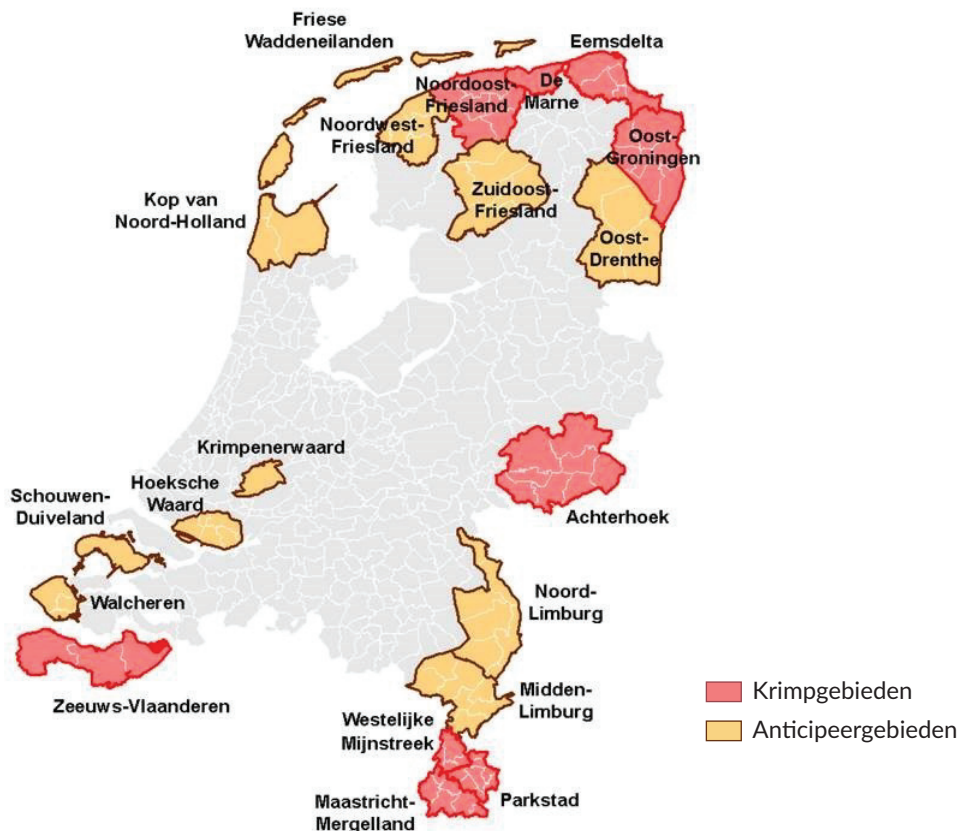 Friese
Waddeneilanden
Eemsdelta
Noordoost-
Friesland
De
Marne
Noordwest-
Friesland
Oost-
Groningen
Kop van
Noord-Holland
Zuidoost-
Friesland
Oost-
Drenthe
Krimpenerwaard
Hoeksche
Waard
Schouwen-
Duiveland
Achterhoek
Walcheren
Noord-
Limburg
Zeeuws-Vlaanderen
Midden-
Limburg
Westelijke
Mijnstreek
Maastricht-
Mergelland
Parkstad
Krimpgebieden
Anticipeergebieden